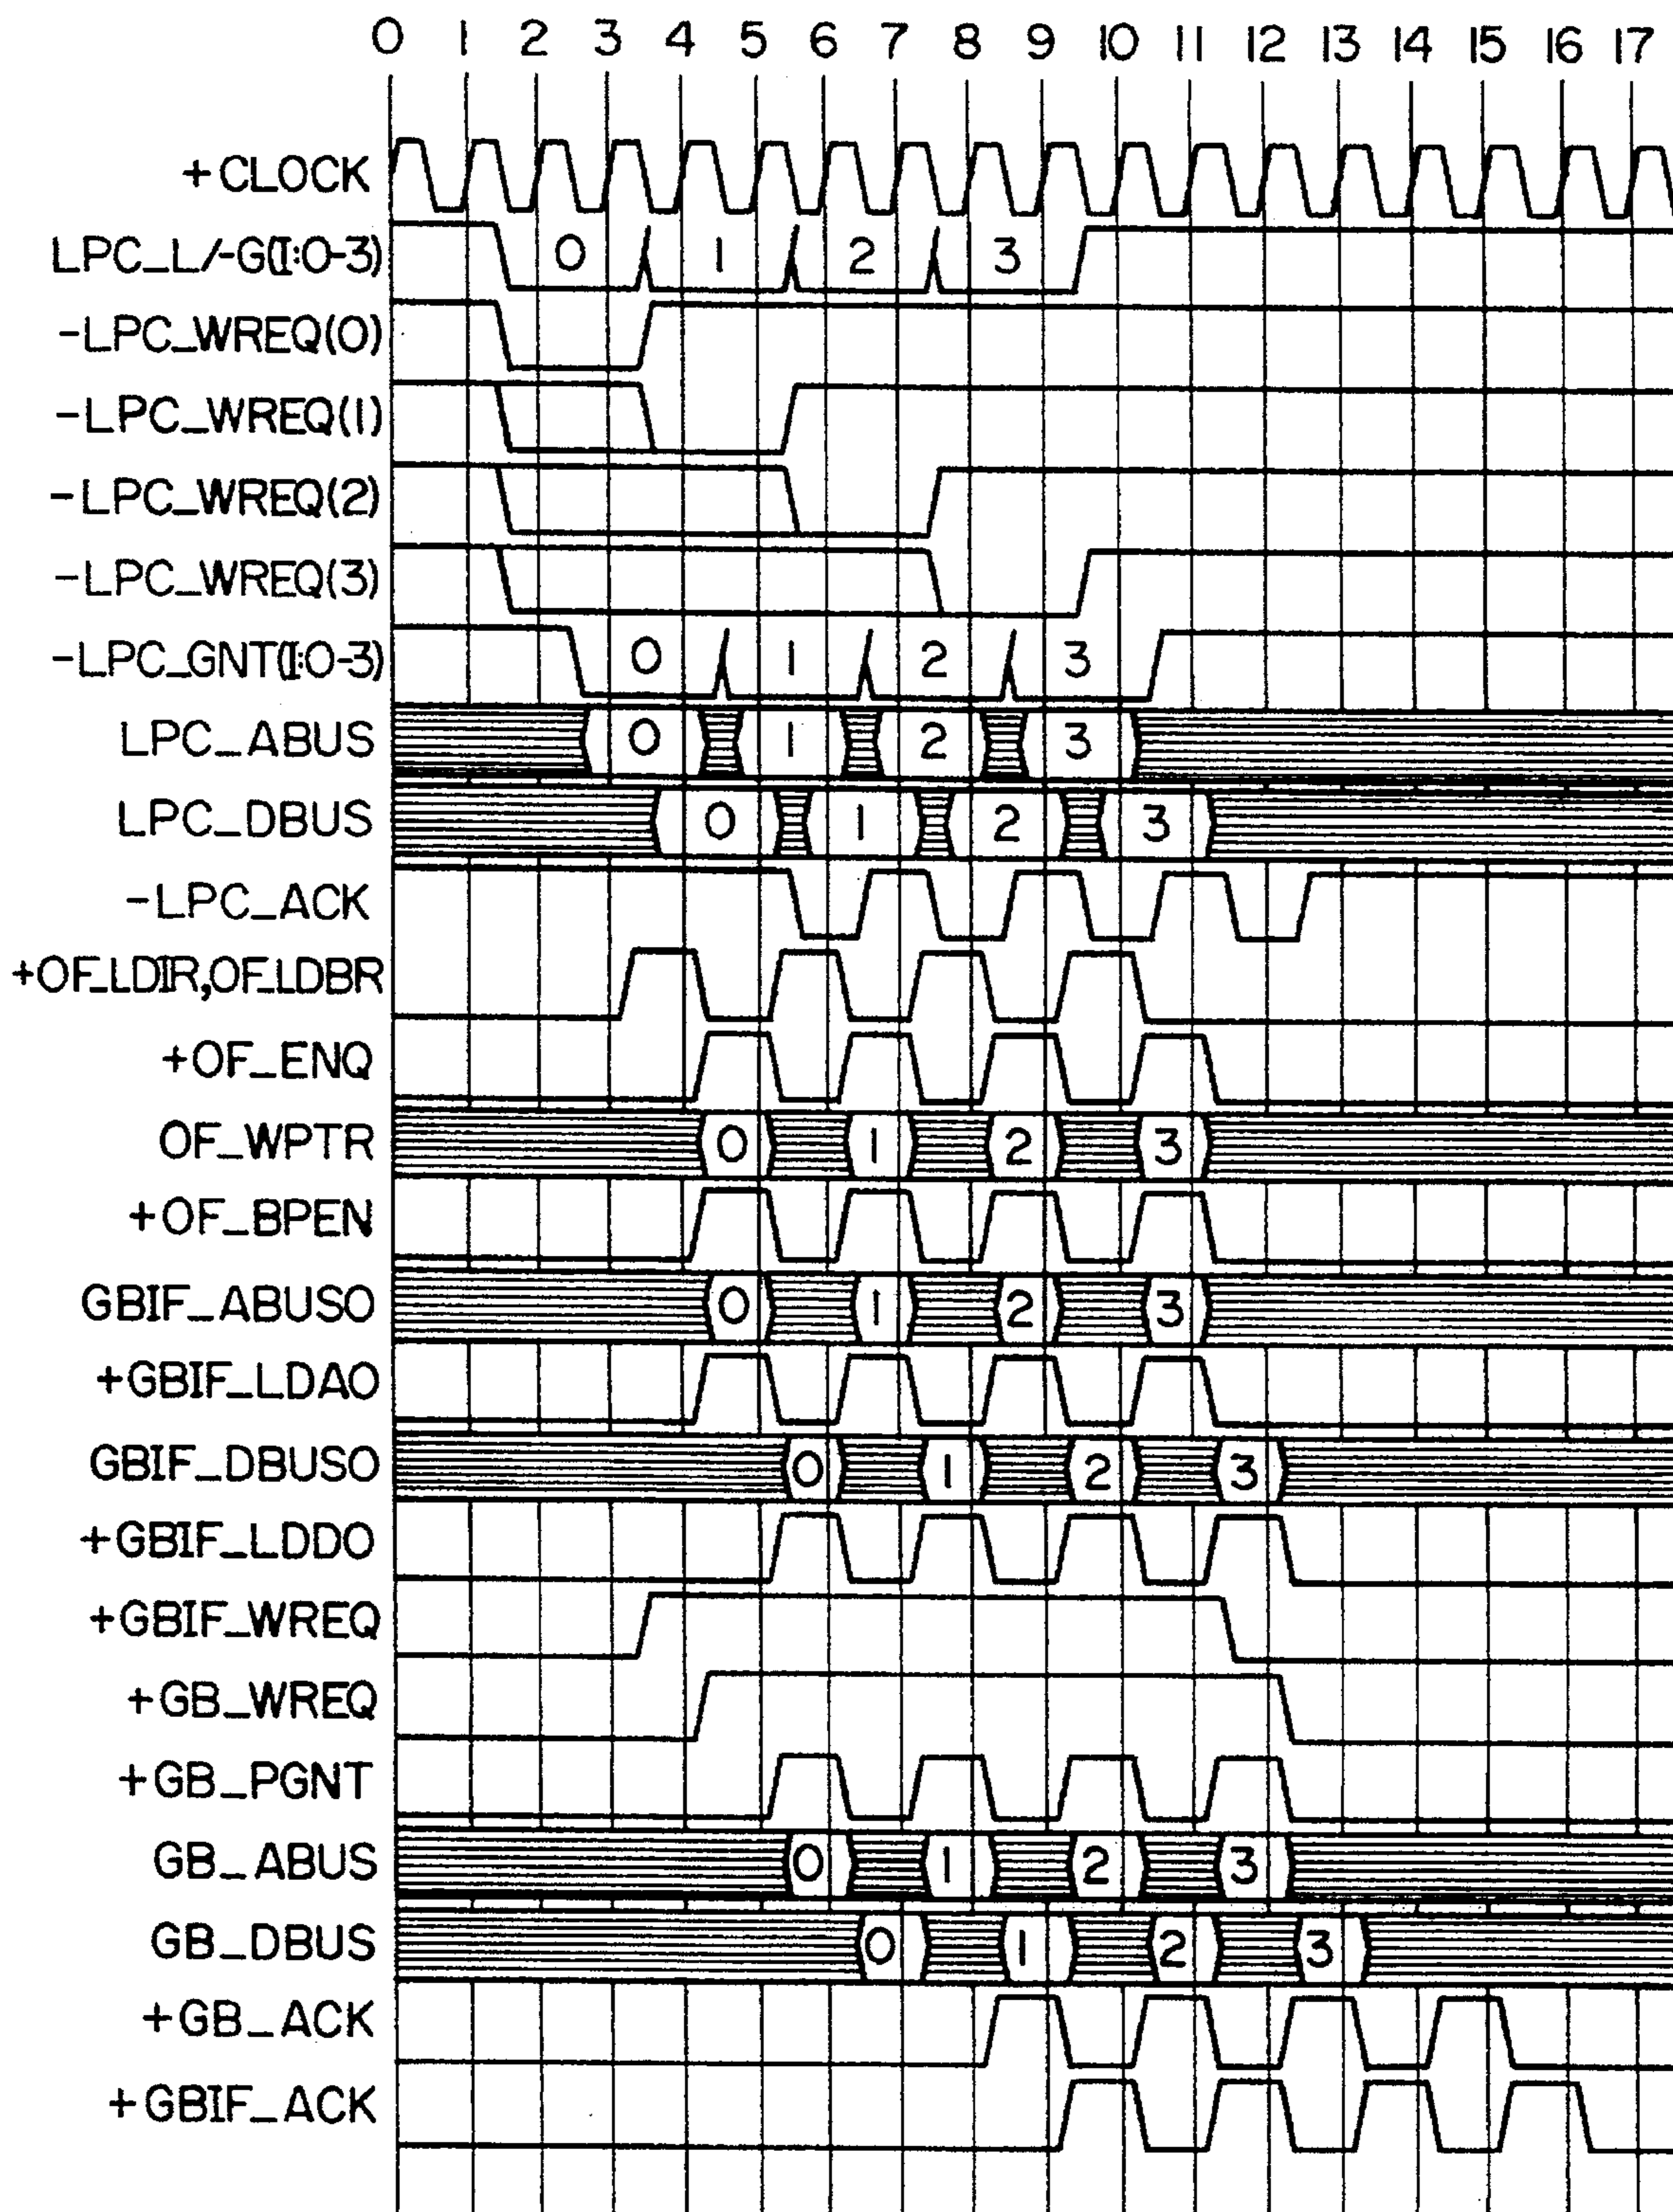 0 1 2 3 4 5 6 7 8 9 10 11 12 13 14 15 16 17
+CLOCK
LPC_L/-G(I:0-3) 0 1 2 3
-LPC_WREQ(0)
-LPC_WREQ(1)
-LPC_WREQ(2)
-LPC_WREQ(3)
-LPC_GNT(I:0-3) 0 1 2 3
LPC_ABUS 0 1 2 3
LPC_DBUS 0 1 2 3
-LPC_ACK
+OF_LDIR,OF_LDBR
+OF_ENQ
OF_WPTR 0 1 2 3
+OF_BPEN
GBIF_ABUSO 0 1 2 3
+GBIF_LDAO
GBIF_DBUSO 0 1 2 3
+GBIF_LDDO
+GBIF_WREQ
+GB_WREQ
+GB_PGNT
GB_ABUS 0 1 2 3
GB_DBUS 0 1 2 3
+GB_ACK
+GBIF_ACK